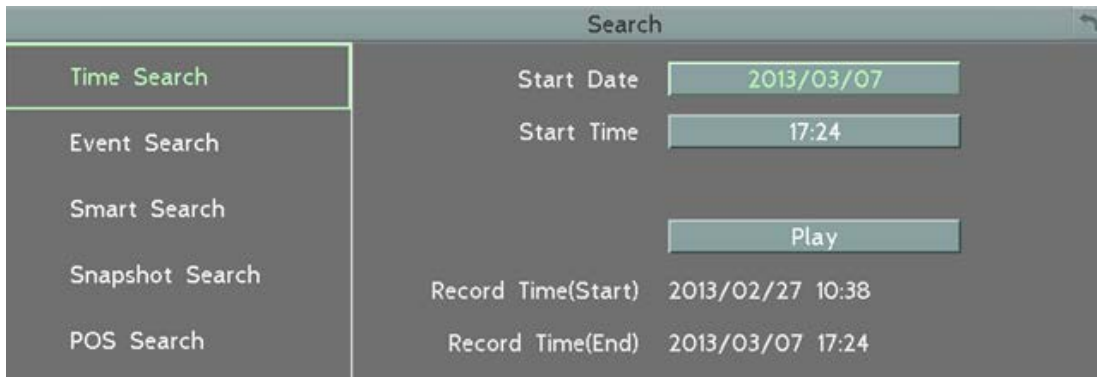 Search
Time Search
Event Search
Smart Search
Snapshot Search
POS Search
Start Date 2013/03/07
Start Time 17:24
Play
Record Time(Start) 2013/02/27 10:38
Record Time(End) 2013/03/07 17:24